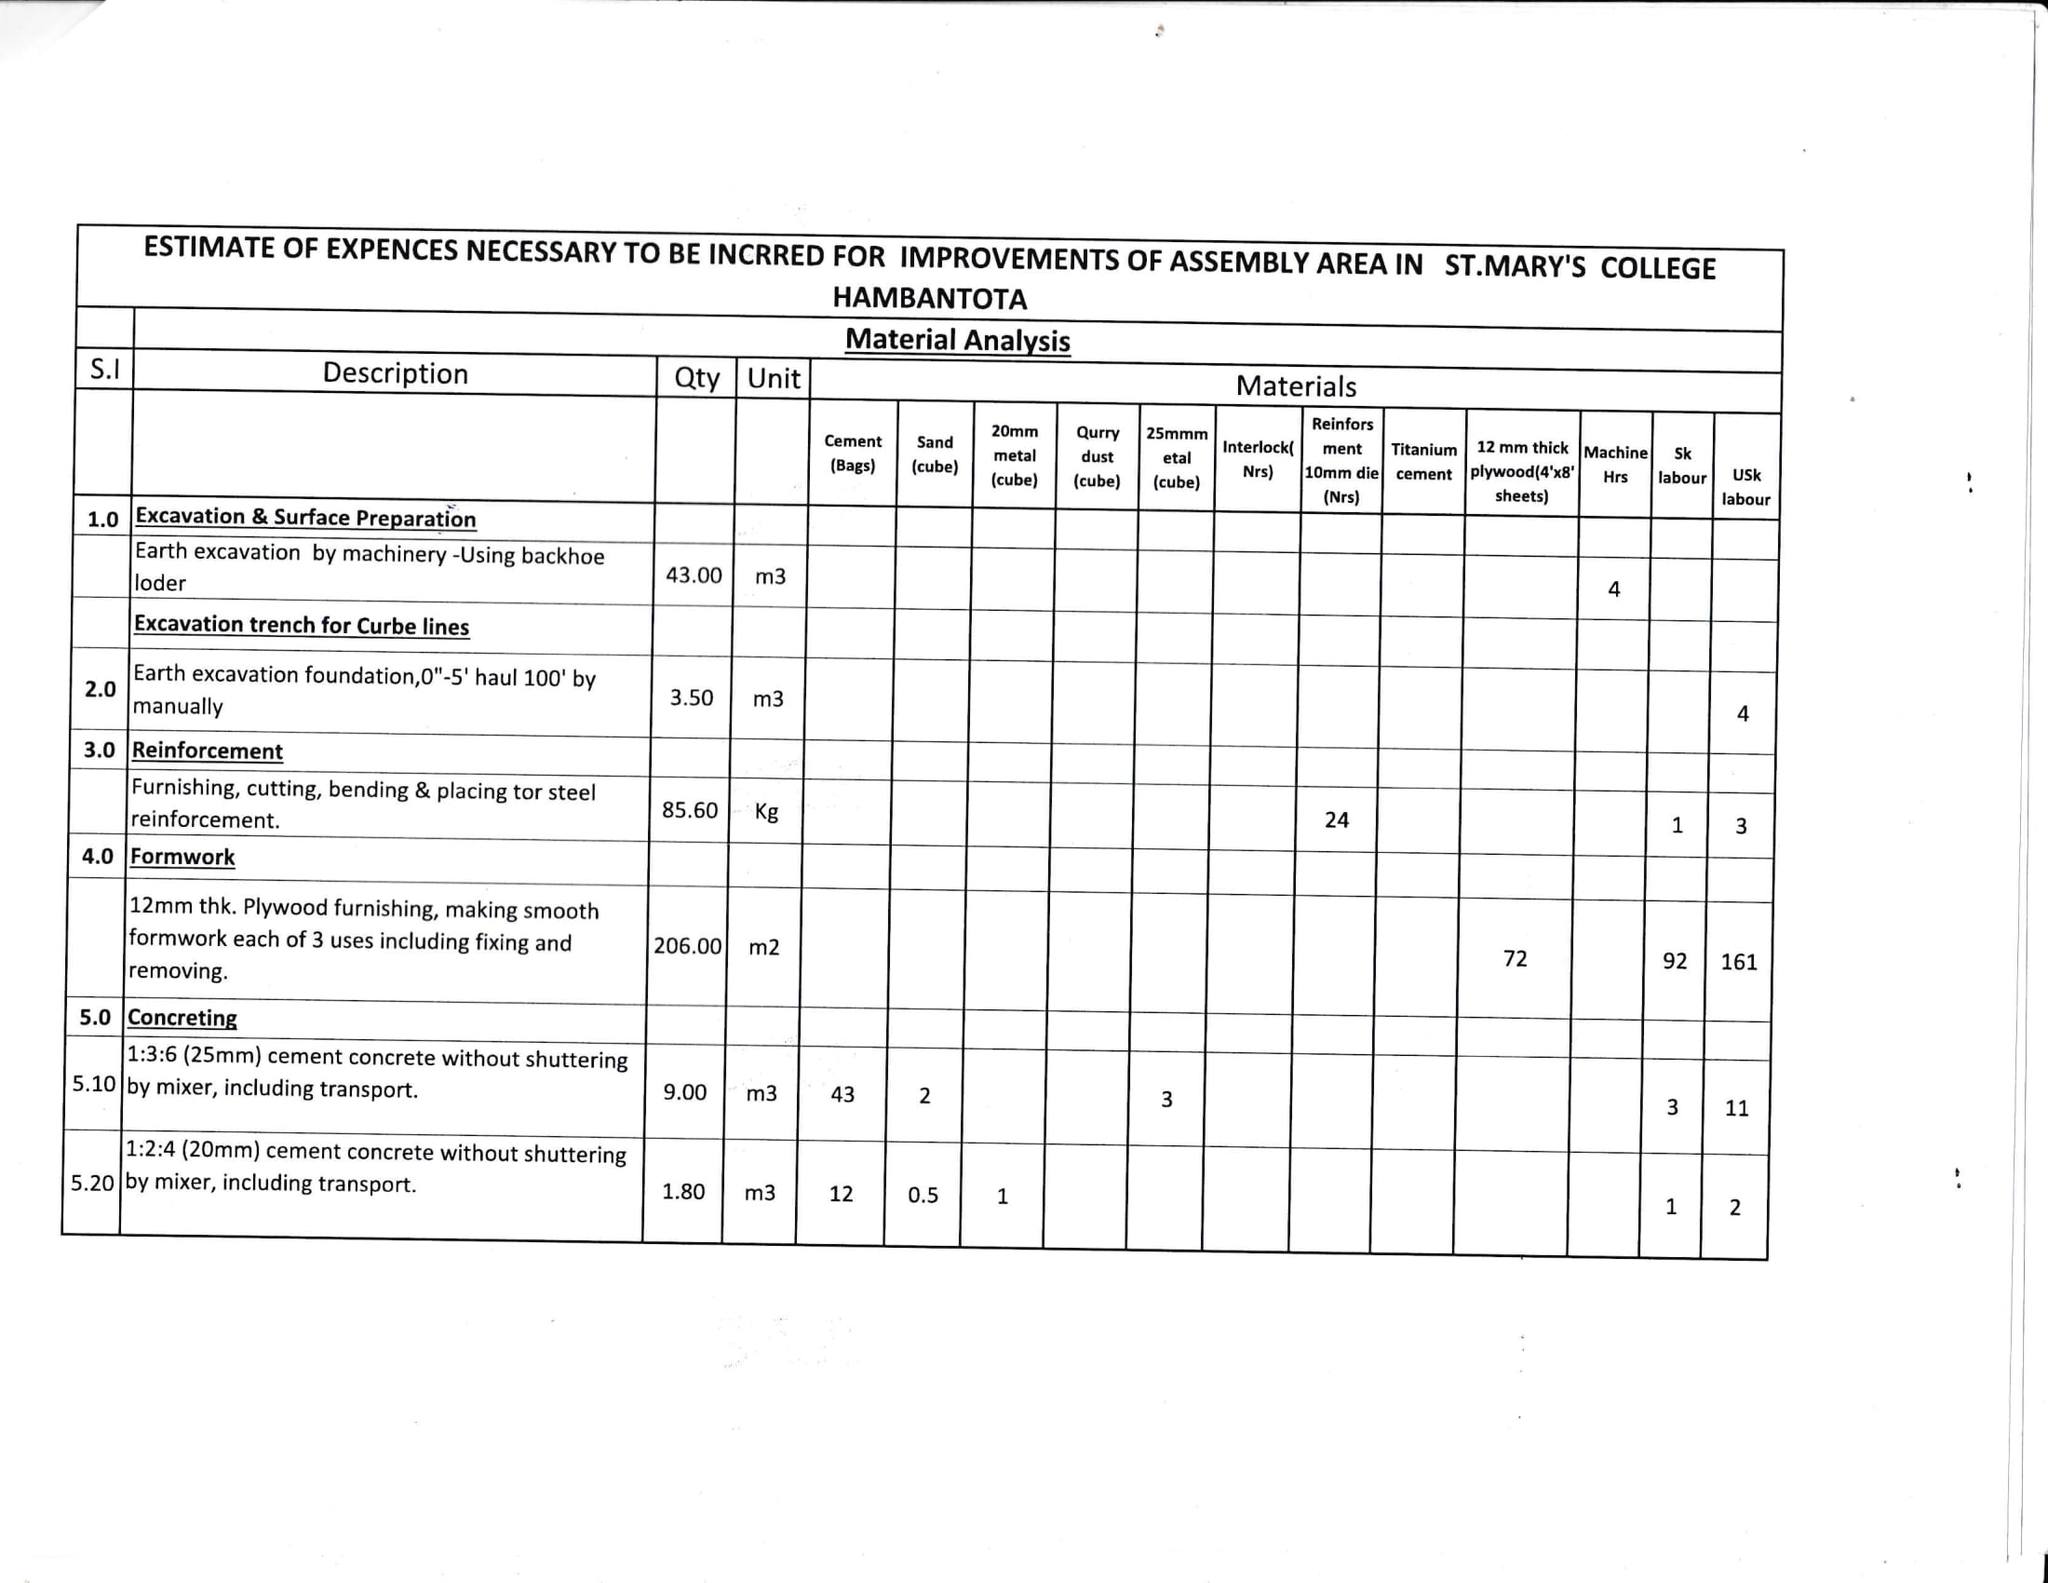 ESTIMATE OF EXPENCES NECESSARY TO BE INCRRED FOR IMPROVEMENTS OF ASSEMBLY AREA IN ST.MARY'S COLLEGE
HAMBANTOTA
Material Analysis
S.I Description Qty Unit Materials
Cement (Bags) Sand (cube) 20mm metal (cube) Qurry dust (cube) 25mmm etal (cube) Interlock( Nrs) Reinfors ment 10mm die (Nrs) Titanium cement 12 mm thick plywood(4'x8' sheets) Machine Hrs Sk labour USk labour
1.0 Excavation & Surface Preparation
Earth excavation by machinery -Using backhoe
loder 43.00 m3 4
Excavation trench for Curbe lines
2.0 Earth excavation foundation,0"-5' haul 100' by
manually 3.50 m3 4
3.0 Reinforcement
Furnishing, cutting, bending & placing tor steel
reinforcement. 85.60 Kg 24 1 3
4.0 Formwork
12mm thk. Plywood furnishing, making smooth
formwork each of 3 uses including fixing and 206.00 m2 72 92 161
removing.
5.0 Concreting
1:3:6 (25mm) cement concrete without shuttering
5.10 by mixer, including transport. 9.00 m3 43 2 3 3 11
1:2:4 (20mm) cement concrete without shuttering
5.20 by mixer, including transport. 1.80 m3 12 0.5 1 1 2